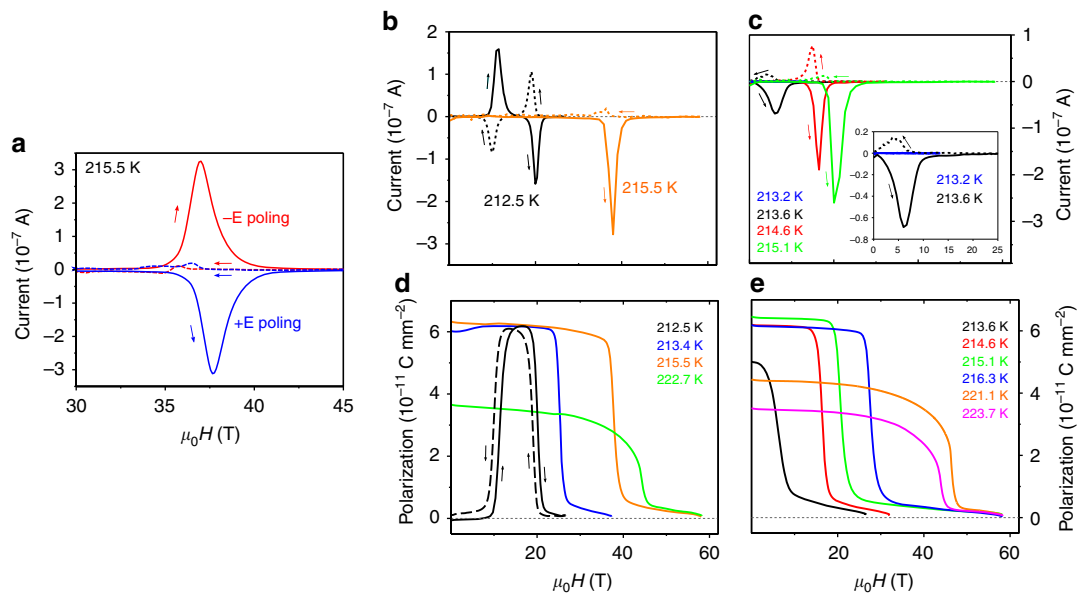 a
215.5 K
3
2
1
0
–1
–2
–3
Current (10⁻⁷ A)
–E poling
+E poling
30
35
40
45
μ₀H (T)
b
2
1
0
–1
–2
–3
Current (10⁻⁷ A)
212.5 K
215.5 K
c
1
0
–1
–2
–3
Current (10⁻⁷ A)
213.2 K
213.6 K
214.6 K
215.1 K
0.2
0
–0.2
–0.4
–0.6
–0.8
0
5
10
15
25
213.2 K
213.6 K
d
6
4
2
0
Polarization (10⁻¹¹ C mm⁻²)
212.5 K
213.4 K
215.5 K
222.7 K
20
40
60
μ₀H (T)
e
6
4
2
0
Polarization (10⁻¹¹ C mm⁻²)
213.6 K
214.6 K
215.1 K
216.3 K
221.1 K
223.7 K
20
40
60
μ₀H (T)